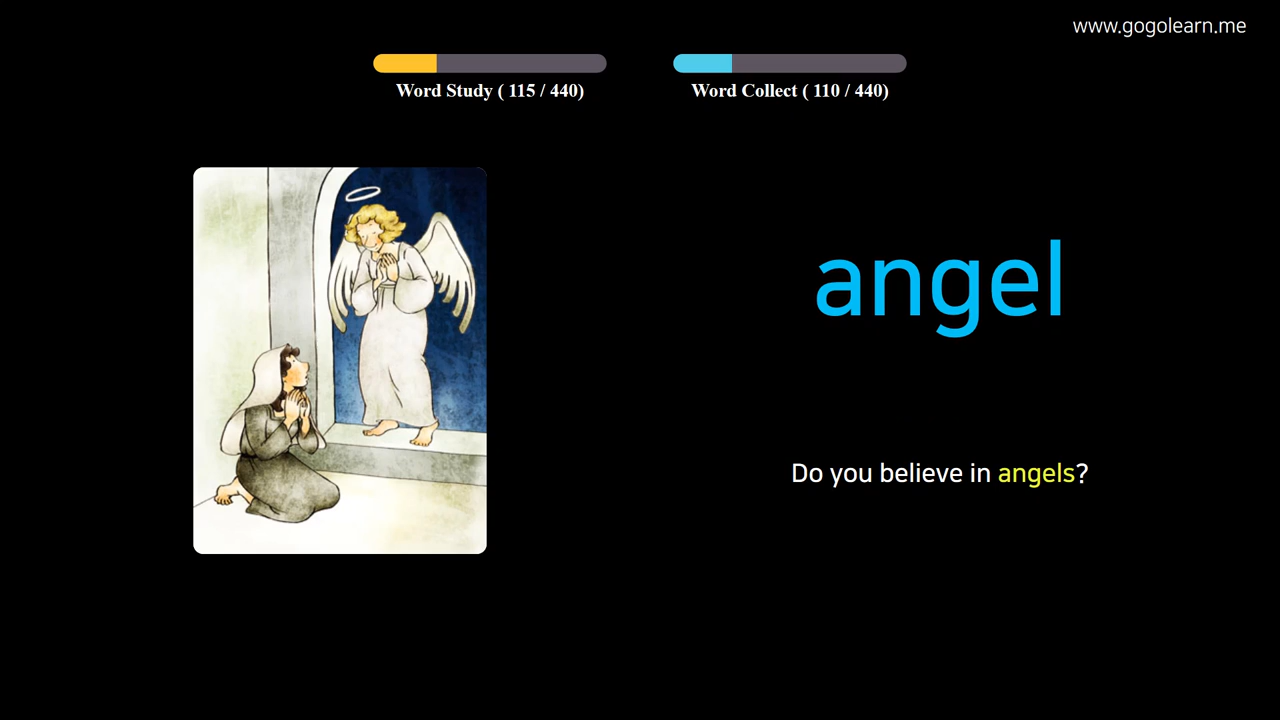 www.gogolearn.me
Word Study ( 115 / 440)
Word Collect ( 110 / 440)
angel
Do you believe in angels?